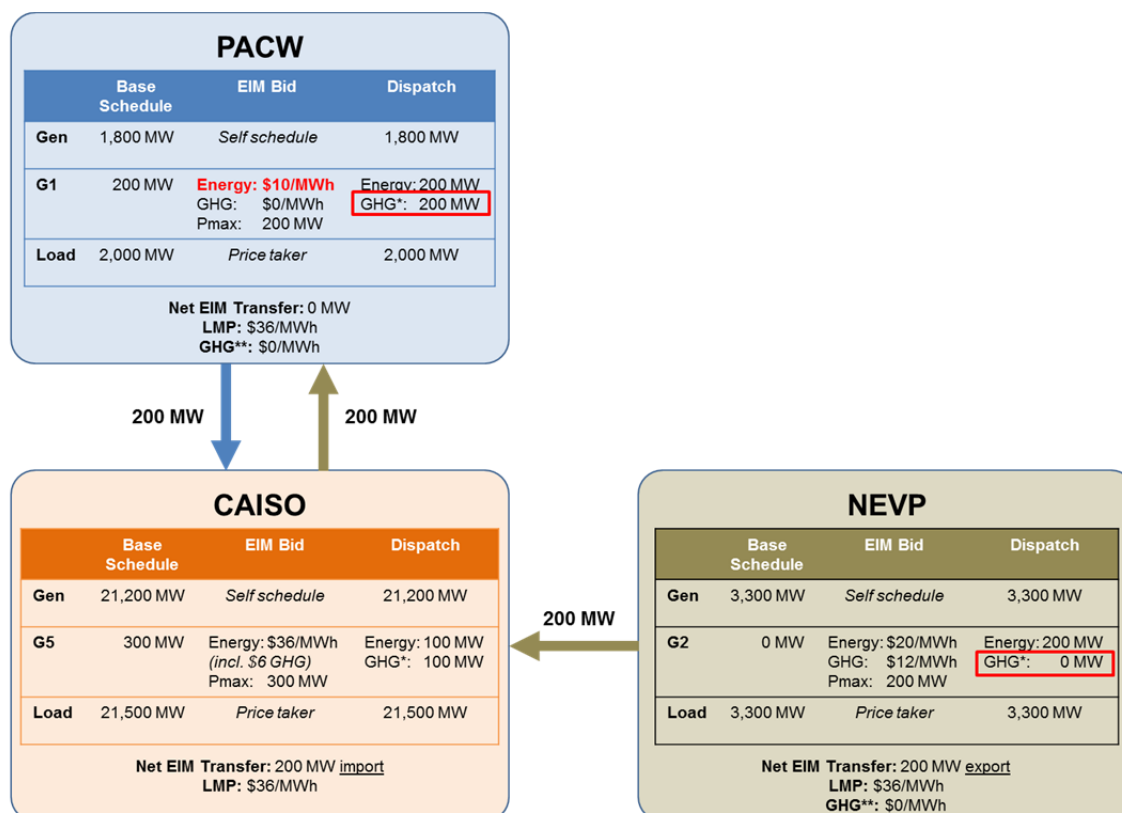 PACW
Base Schedule EIM Bid Dispatch
Gen 1,800 MW Self schedule 1,800 MW
G1 200 MW Energy: $10/MWh Energy: 200 MW
GHG: $0/MWh GHG*: 200 MW
Pmax: 200 MW
Load 2,000 MW Price taker 2,000 MW
Net EIM Transfer: 0 MW
LMP: $36/MWh
GHG**: $0/MWh
200 MW 200 MW
CAISO
Base Schedule EIM Bid Dispatch
Gen 21,200 MW Self schedule 21,200 MW
G5 300 MW Energy: $36/MWh Energy: 100 MW
(incl. $6 GHG) GHG*: 100 MW
Pmax: 300 MW
Load 21,500 MW Price taker 21,500 MW
Net EIM Transfer: 200 MW import
LMP: $36/MWh
200 MW
NEVP
Base Schedule EIM Bid Dispatch
Gen 3,300 MW Self schedule 3,300 MW
G2 0 MW Energy: $20/MWh Energy: 200 MW
GHG: $12/MWh GHG*: 0 MW
Pmax: 200 MW
Load 3,300 MW Price taker 3,300 MW
Net EIM Transfer: 200 MW export
LMP: $36/MWh
GHG**: $0/MWh